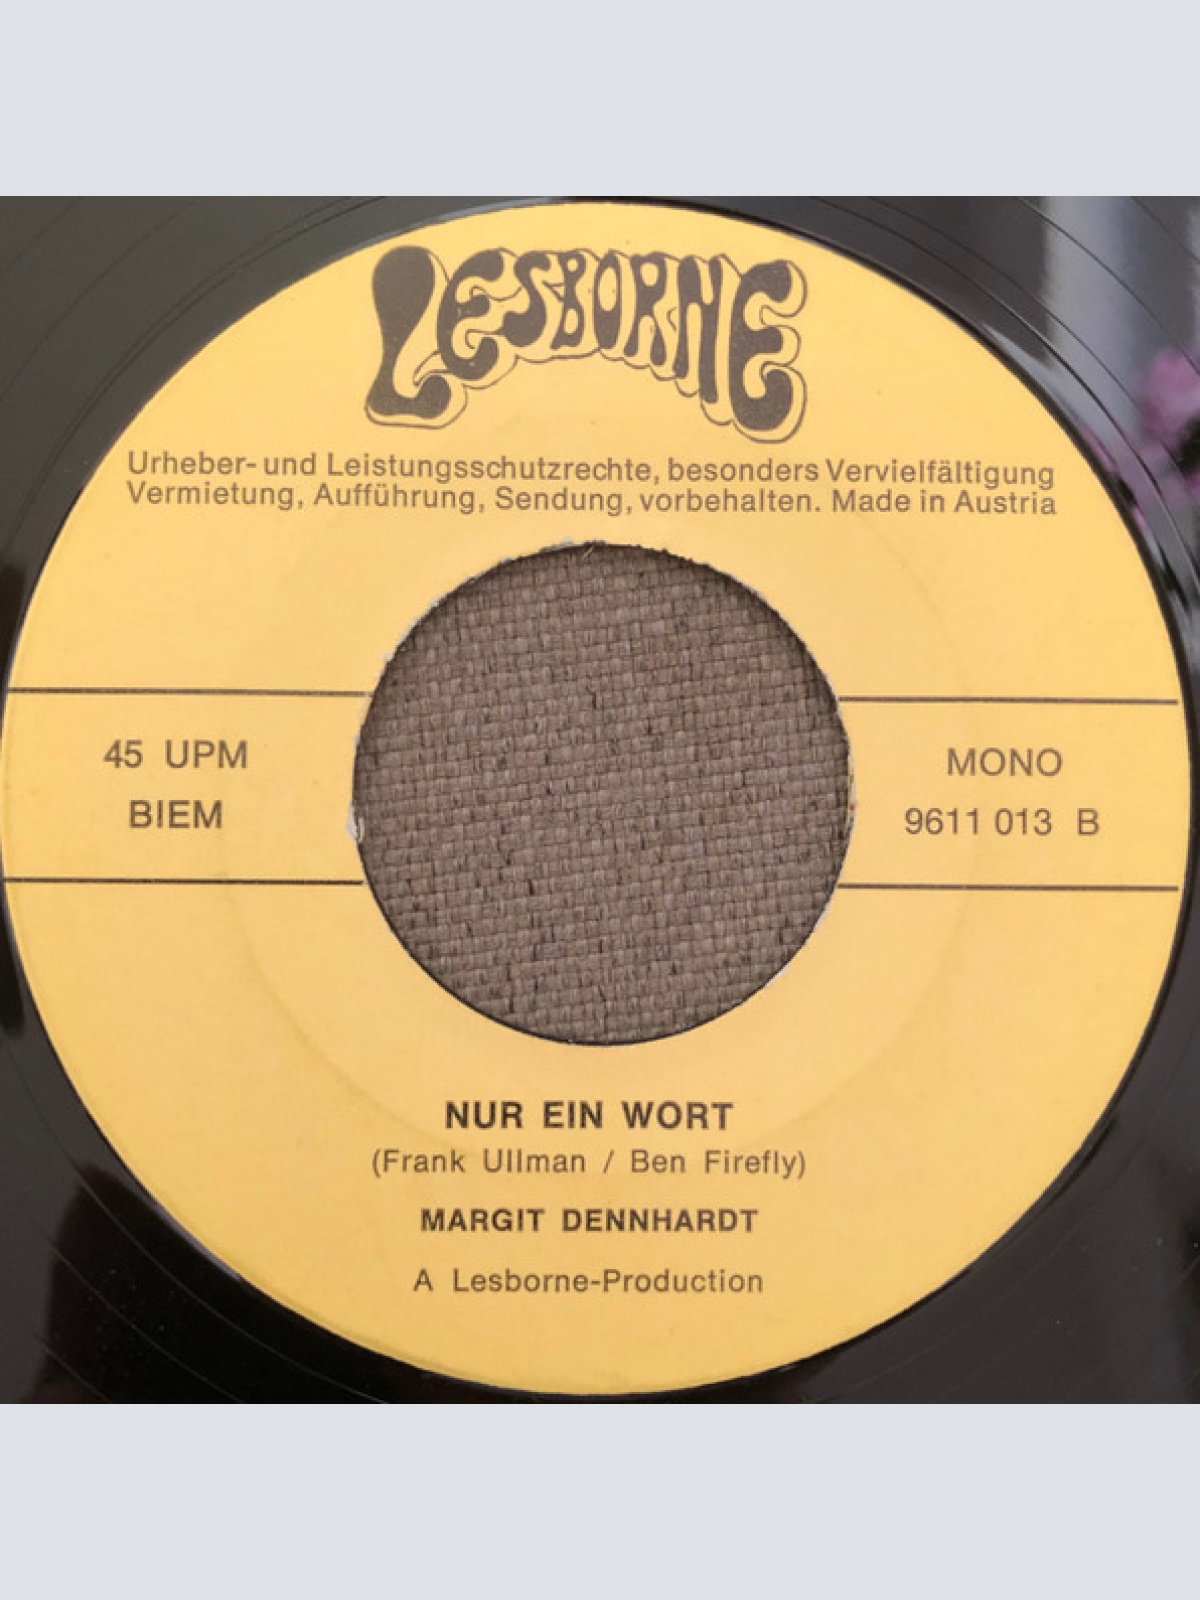 LESBORNE
Urheber- und Leistungsschutzrechte, besonders Vervielfältigung
Vermietung, Aufführung, Sendung, vorbehalten. Made in Austria
45 UPM
BIEM
MONO
9611 013 B
NUR EIN WORT
(Frank Ullman / Ben Firefly)
MARGIT DENNHARDT
A Lesborne-Production